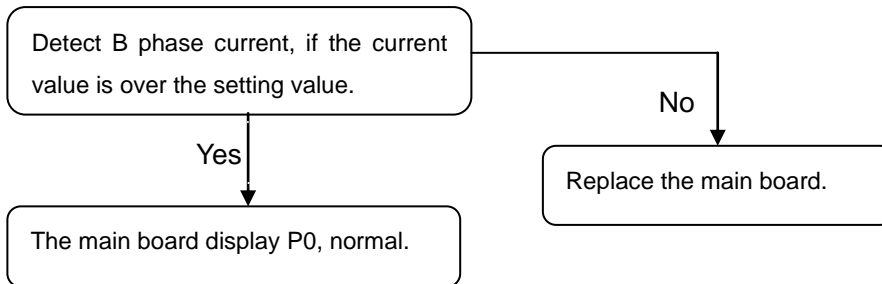 Detect B phase current, if the current
value is over the setting value.
No
Yes
Replace the main board.
The main board display P0, normal.